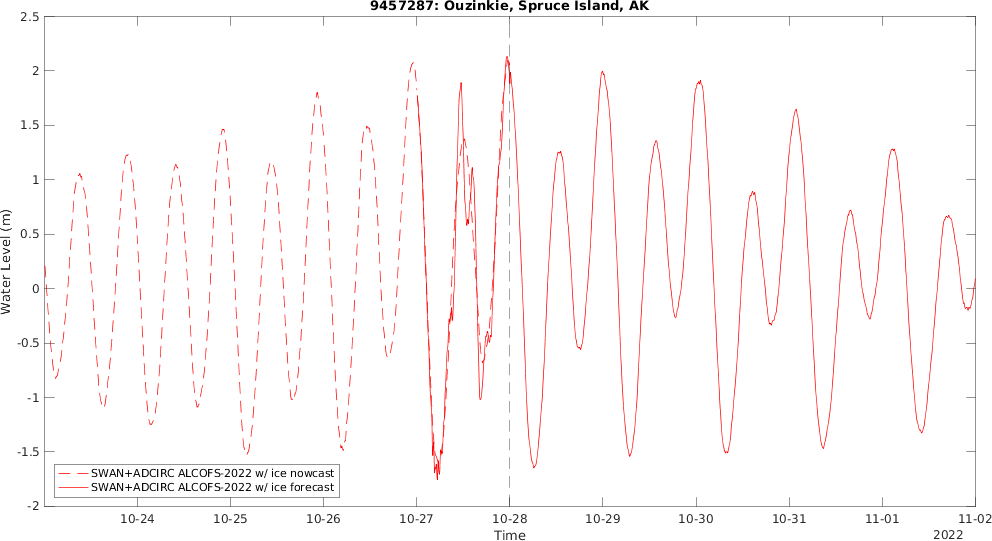 9457287: Ouzinkie, Spruce Island, AK
2.5
2
1.5
1
0.5
0
-0.5
-1
-1.5
-2
Water Level (m)
SWAN+ADCIRC ALCOFS-2022 w/ ice nowcast
SWAN+ADCIRC ALCOFS-2022 w/ ice forecast
10-24 10-25 10-26 10-27 10-28 10-29 10-30 10-31 11-01 11-02
Time
2022